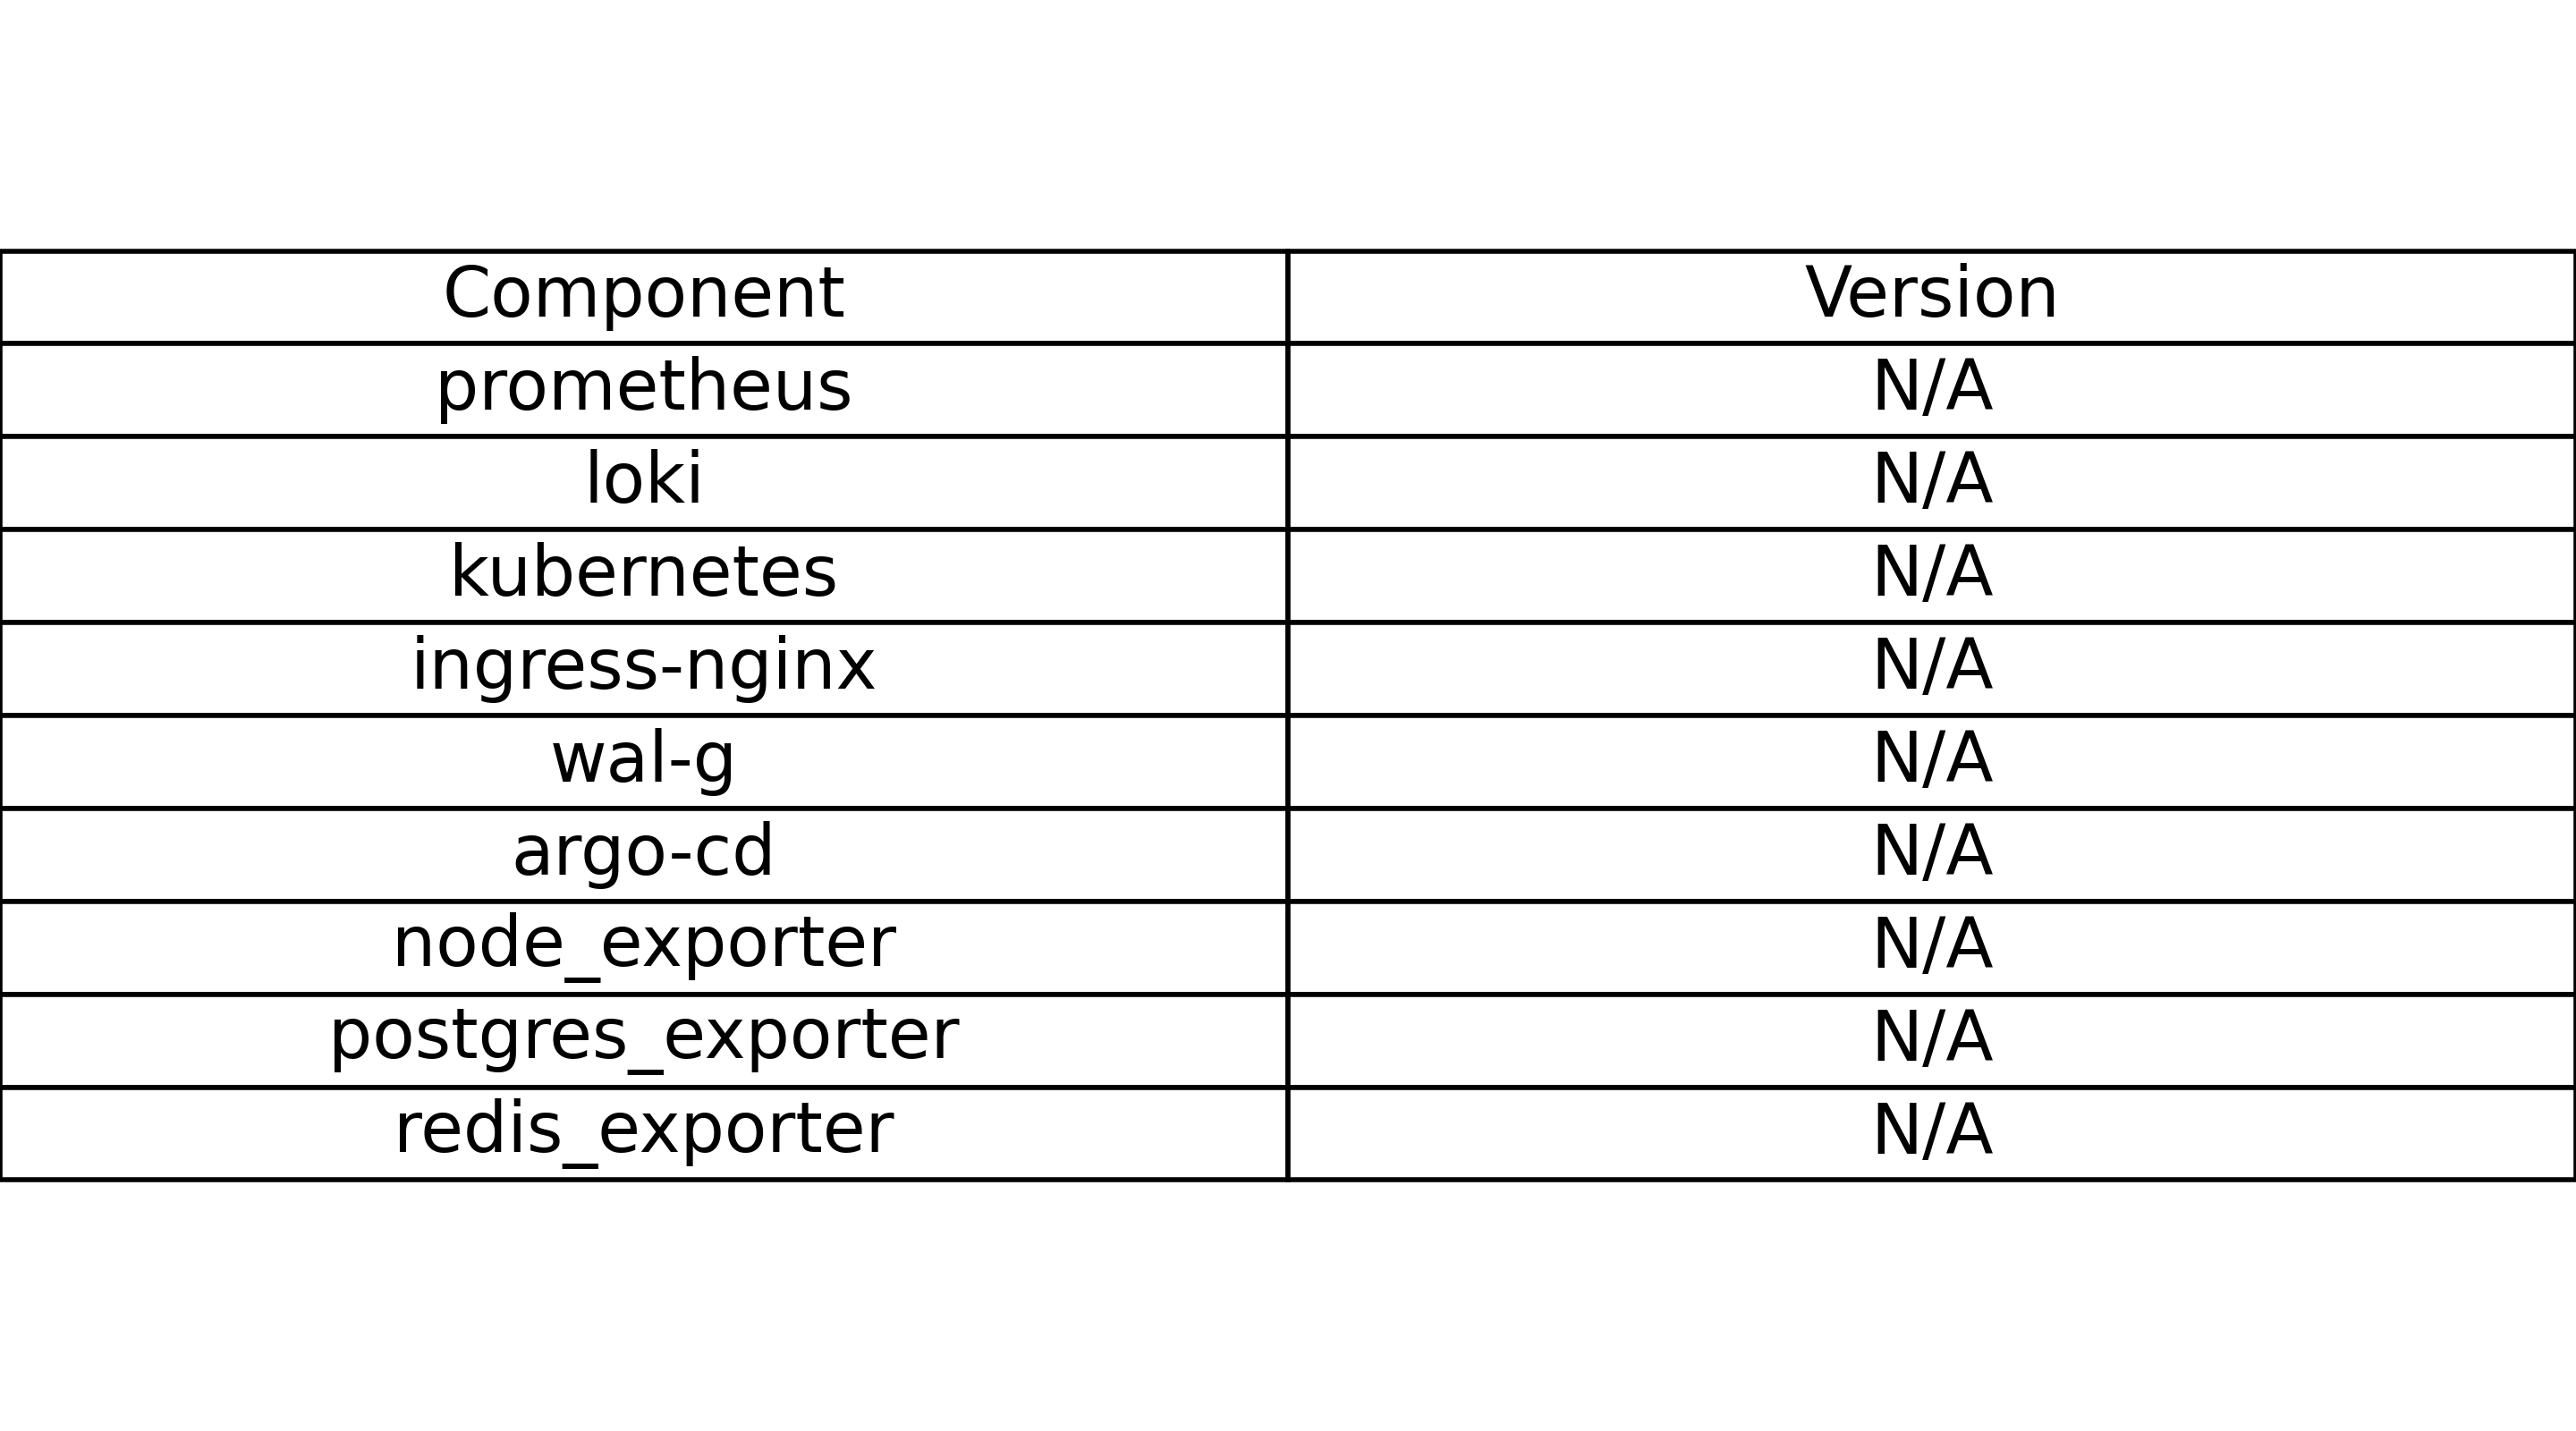 Component Version
prometheus N/A
loki N/A
kubernetes N/A
ingress-nginx N/A
wal-g N/A
argo-cd N/A
node_exporter N/A
postgres_exporter N/A
redis_exporter N/A